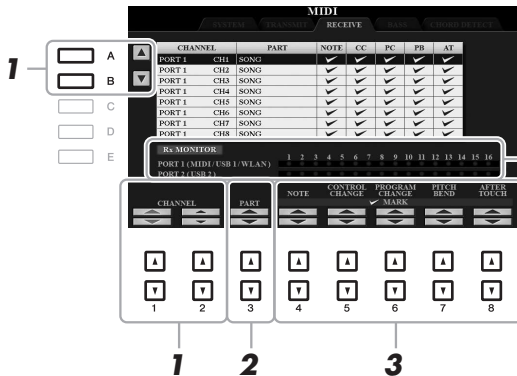 MIDI
SYSTEM TRANSMIT RECEIVE BASS CHORD DETECT
1
A
B
C
D
E
CHANNEL PART NOTE CC PC PB AT
PORT 1 CH1 SONG
PORT 1 CH2 SONG
PORT 1 CH3 SONG
PORT 1 CH4 SONG
PORT 1 CH5 SONG
PORT 1 CH6 SONG
PORT 1 CH7 SONG
PORT 1 CH8 SONG
Rx MONITOR
1 2 3 4 5 6 7 8 9 10 11 12 13 14 15 16
PORT 1 (MIDI / USB 1 / WLAN)
PORT 2 (USB 2)
CHANNEL PART NOTE CONTROL CHANGE PROGRAM CHANGE PITCH BEND AFTER TOUCH
MARK
1 2 3 4 5 6 7 8
1 2 3